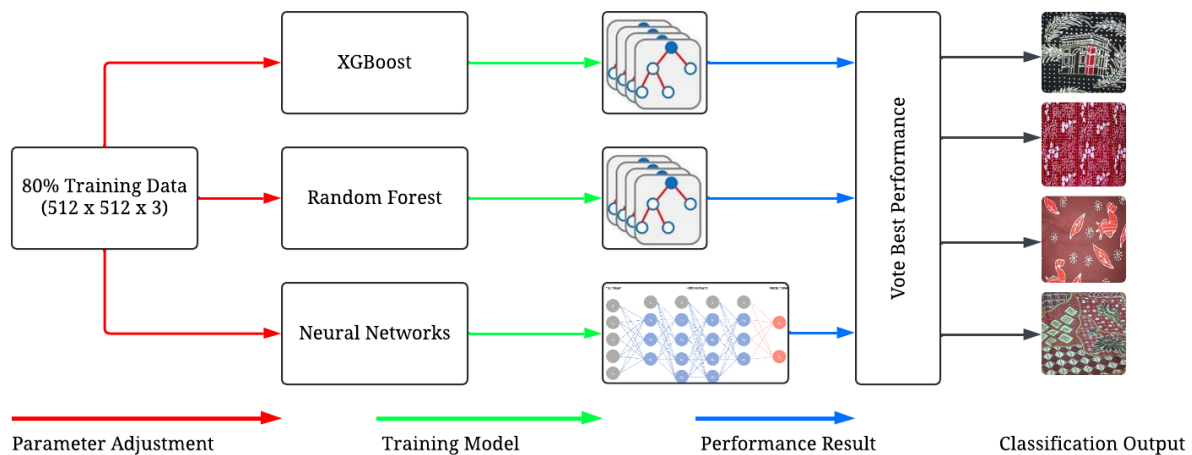 XGBoost
80% Training Data
(512 x 512 x 3)
Random Forest
Neural Networks
Vote Best Performance
Parameter Adjustment
Training Model
Performance Result
Classification Output